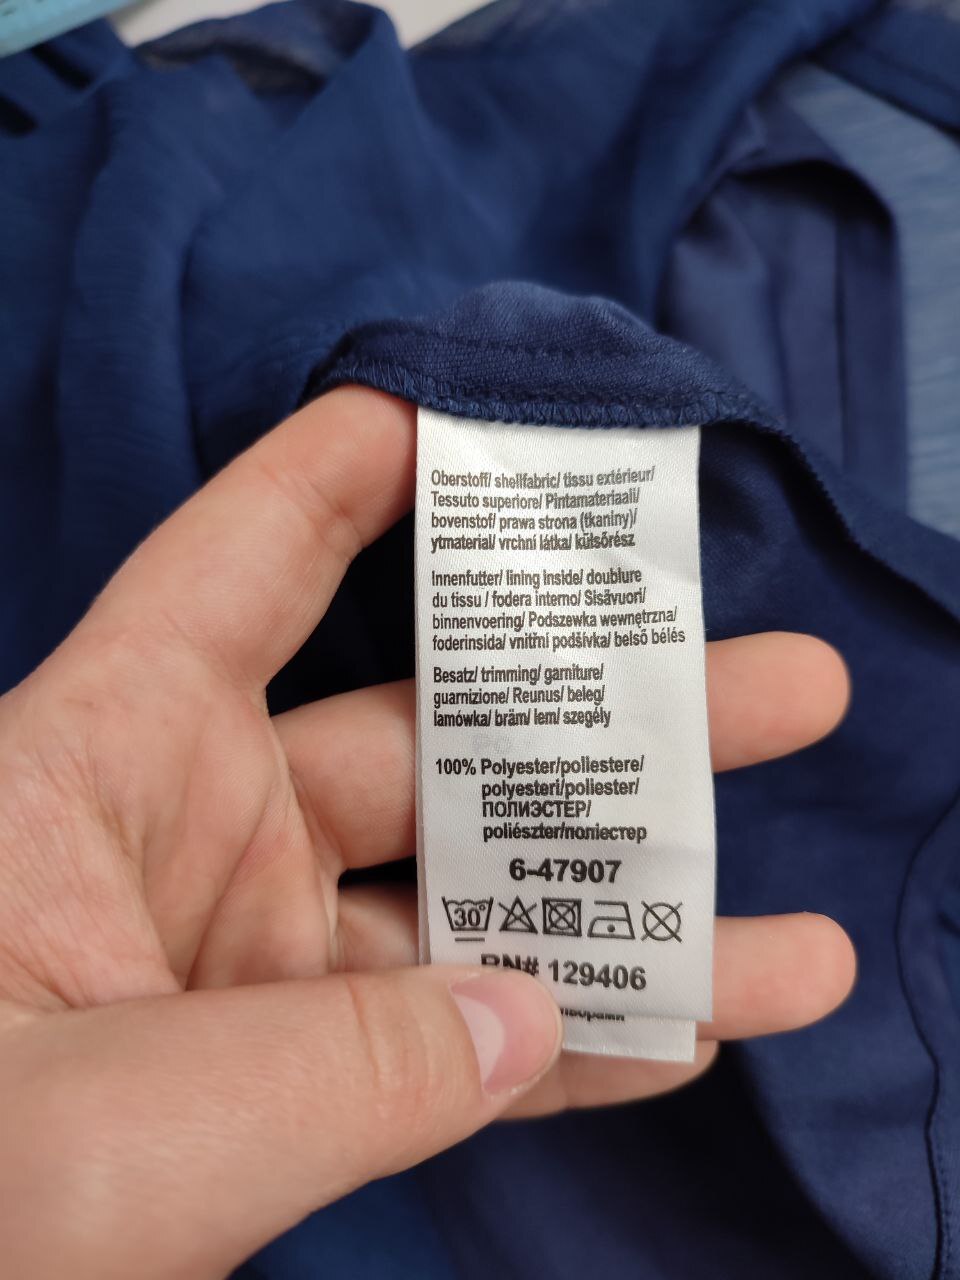 Oberstoff/ shellfabric/ tissu extérieur/
Tessuto superiore/ Pintamateriaali/
bovenstof/ prawa strona (tkaniny)/
ytmaterial/ vrchní látka/ külsőrész
Innenfutter/ lining inside/ doublure
du tissu / fodera interno/ Sisävuori/
binnenvoering/ Podszewka wewnętrzna/
foderinsida/ vnitřní podšívka/ belső bélés
Besatz/ trimming/ garniture/
guarnizione/ Reunus/ beleg/
lamówka/ bräm/ lem/ szegély
100% Polyester/poliestere/
polyesteri/poliester/
ПОЛИЭСТЕР/
poliészter/поліестер
6-47907
30°
RN# 129406